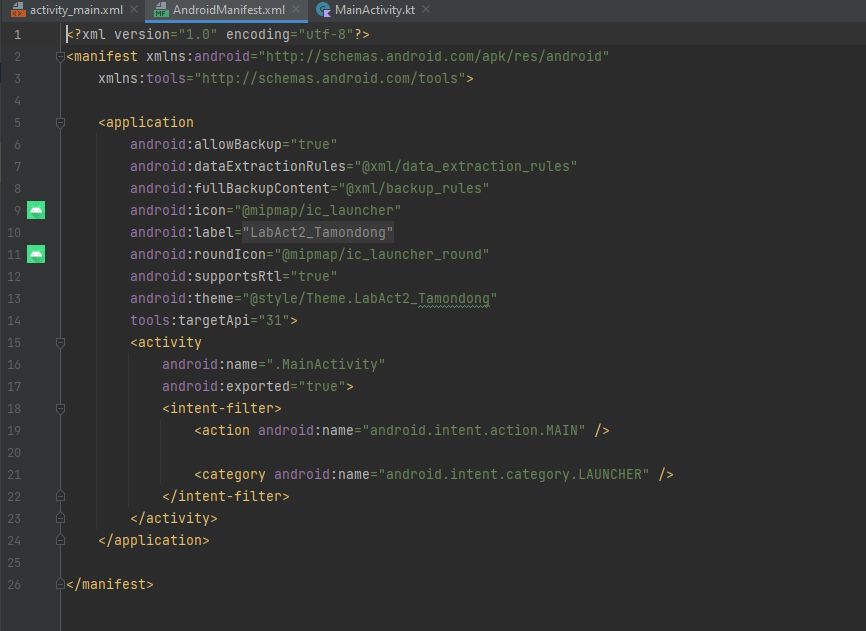 activity_main.xml AndroidManifest.xml MainActivity.kt
1 <?xml version="1.0" encoding="utf-8"?>
2 <manifest xmlns:android="http://schemas.android.com/apk/res/android"
3 xmlns:tools="http://schemas.android.com/tools">
4
5 <application
6 android:allowBackup="true"
7 android:dataExtractionRules="@xml/data_extraction_rules"
8 android:fullBackupContent="@xml/backup_rules"
9 android:icon="@mipmap/ic_launcher"
10 android:label="LabAct2_Tamondong"
11 android:roundIcon="@mipmap/ic_launcher_round"
12 android:supportsRtl="true"
13 android:theme="@style/Theme.LabAct2_Tamondong"
14 tools:targetApi="31">
15 <activity
16 android:name=".MainActivity"
17 android:exported="true">
18 <intent-filter>
19 <action android:name="android.intent.action.MAIN" />
20
21 <category android:name="android.intent.category.LAUNCHER" />
22 </intent-filter>
23 </activity>
24 </application>
25
26 </manifest>